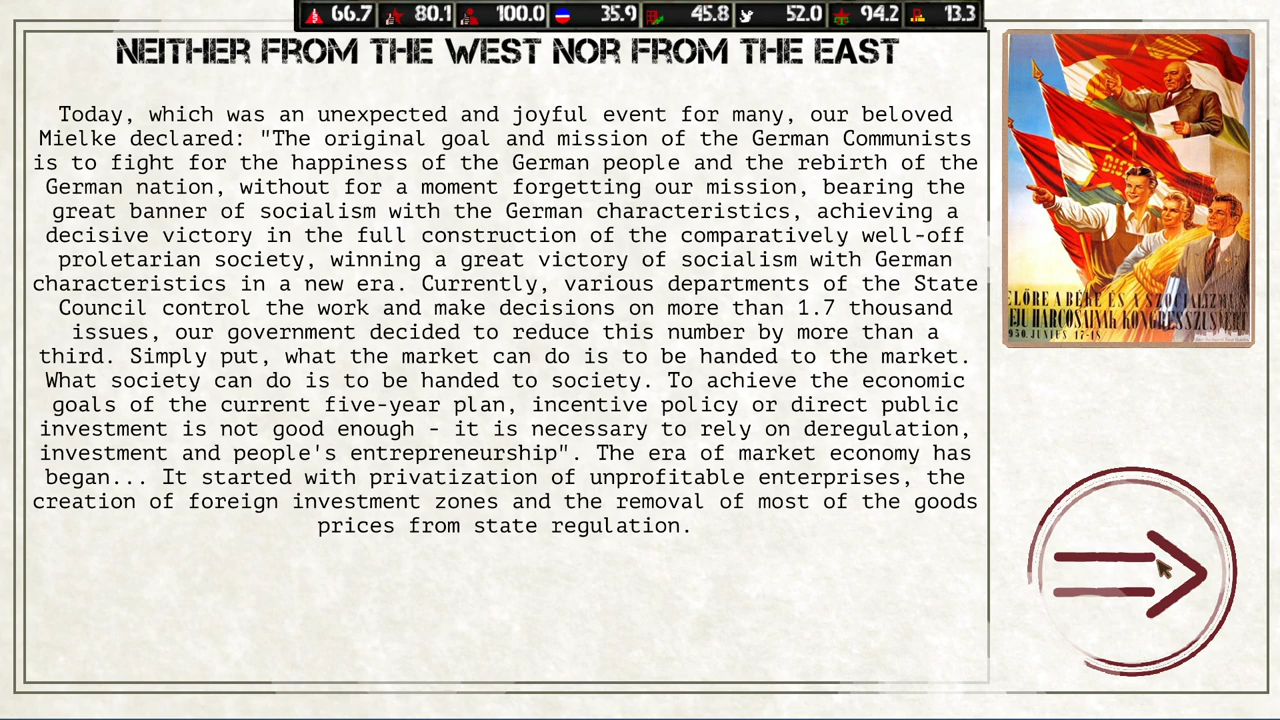 66.7 80.1 100.0 35.9 45.8 52.0 94.2 13.3
NEITHER FROM THE WEST NOR FROM THE EAST
Today, which was an unexpected and joyful event for many, our beloved
Mielke declared: "The original goal and mission of the German Communists
is to fight for the happiness of the German people and the rebirth of the
German nation, without for a moment forgetting our mission, bearing the
great banner of socialism with the German characteristics, achieving a
decisive victory in the full construction of the comparatively well-off
proletarian society, winning a great victory of socialism with German
characteristics in a new era. Currently, various departments of the State
Council control the work and make decisions on more than 1.7 thousand
issues, our government decided to reduce this number by more than a
third. Simply put, what the market can do is to be handed to the market.
What society can do is to be handed to society. To achieve the economic
goals of the current five-year plan, incentive policy or direct public
investment is not good enough - it is necessary to rely on deregulation,
investment and people's entrepreneurship". The era of market economy has
began... It started with privatization of unprofitable enterprises, the
creation of foreign investment zones and the removal of most of the goods
prices from state regulation.
ELŐRE A BÉKE ÉS A SZOCIALIZMUS
HARCOSAINAK KONGRESSZUS
JUNIUS 17-18